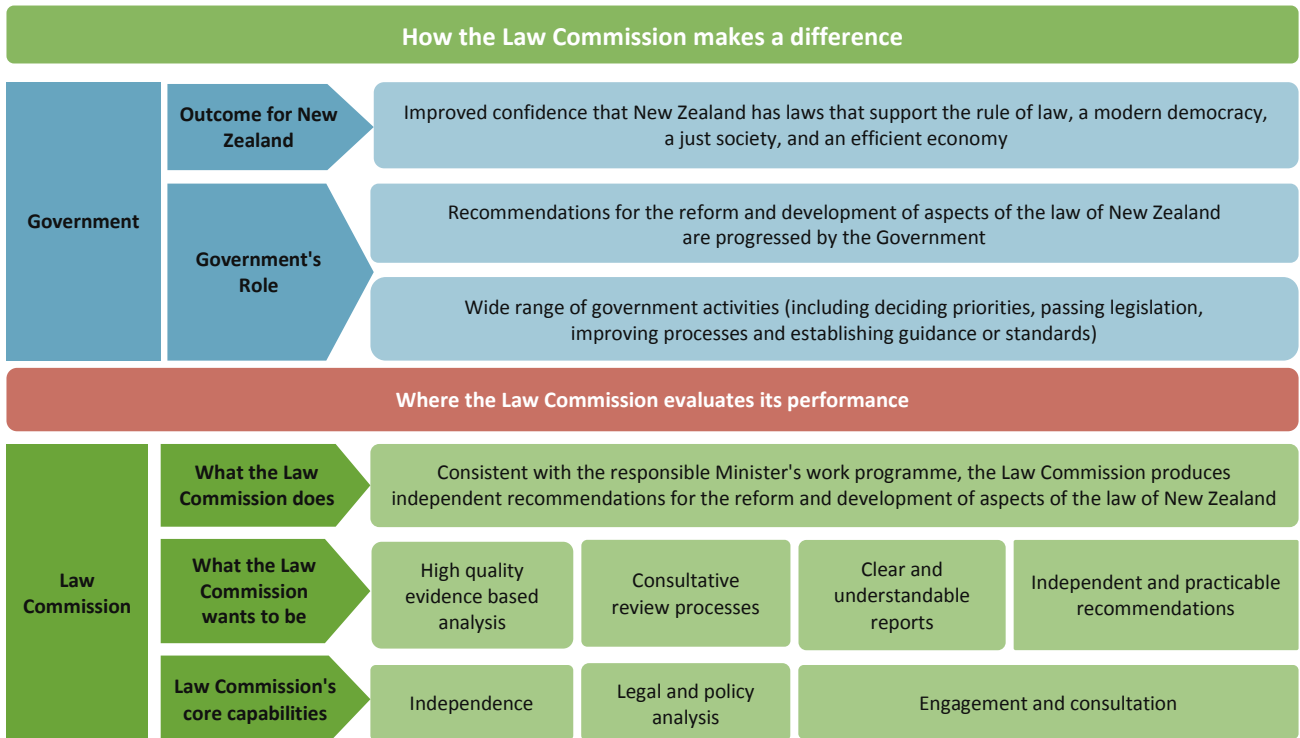 How the Law Commission makes a difference
Government
Outcome for New
Zealand
Improved confidence that New Zealand has laws that support the rule of law, a modern democracy,
a just society, and an efficient economy
Government's
Role
Recommendations for the reform and development of aspects of the law of New Zealand
are progressed by the Government
Wide range of government activities (including deciding priorities, passing legislation,
improving processes and establishing guidance or standards)
Where the Law Commission evaluates its performance
Law
Commission
What the Law
Commission does
Consistent with the responsible Minister's work programme, the Law Commission produces
independent recommendations for the reform and development of aspects of the law of New Zealand
What the Law
Commission
wants to be
High quality
evidence based
analysis
Consultative
review processes
Clear and
understandable
reports
Independent and practicable
recommendations
Law Commission's
core capabilities
Independence
Legal and policy
analysis
Engagement and consultation